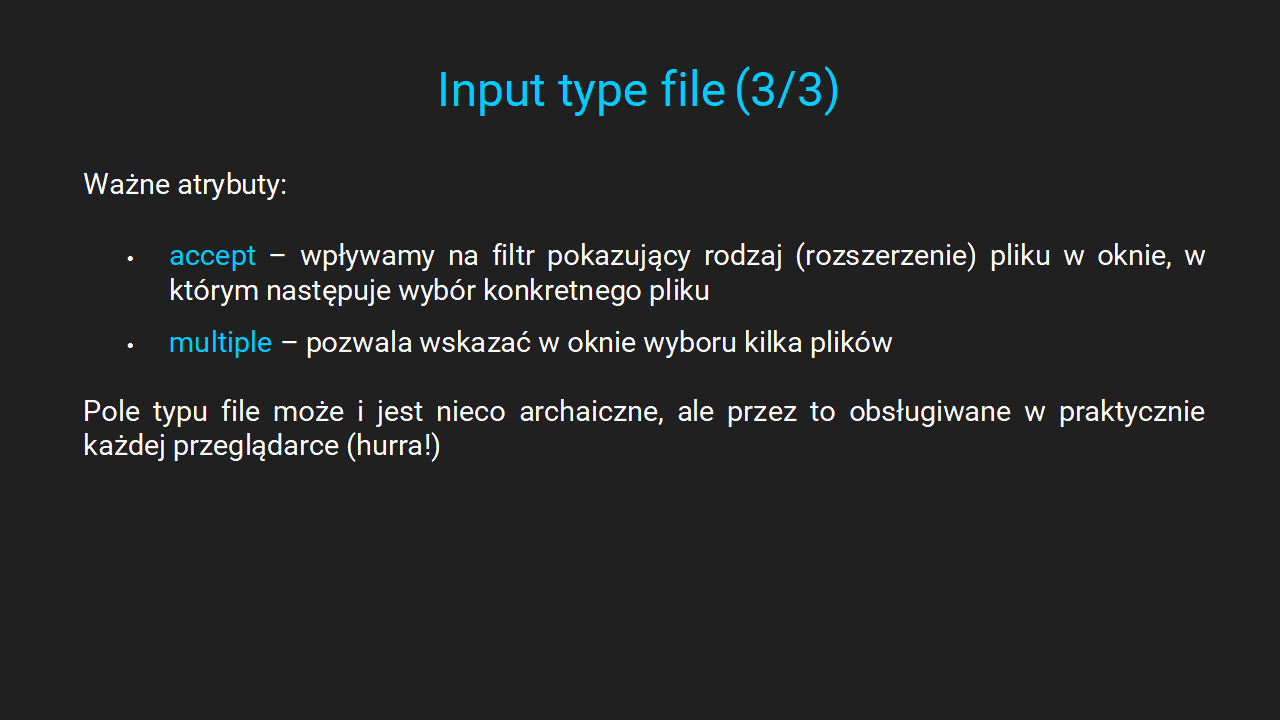 Input type file (3/3)
Ważne atrybuty:
• accept – wpływamy na filtr pokazujący rodzaj (rozszerzenie) pliku w oknie, w
którym następuje wybór konkretnego pliku
• multiple – pozwala wskazać w oknie wyboru kilka plików
Pole typu file może i jest nieco archaiczne, ale przez to obsługiwane w praktycznie
każdej przeglądarce (hurra!)